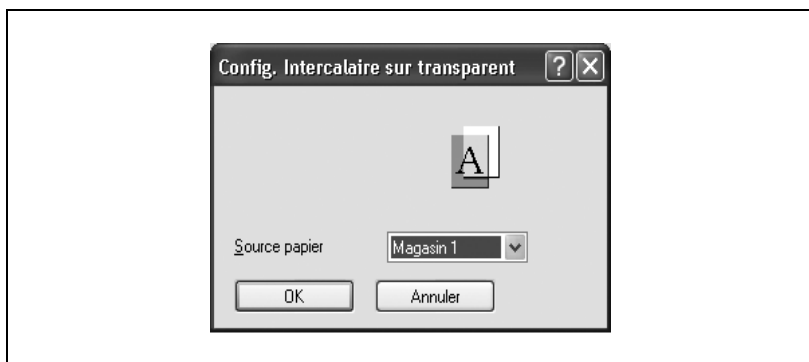 Config. Intercalaire sur transparent
A
Source papier Magasin 1
OK Annuler